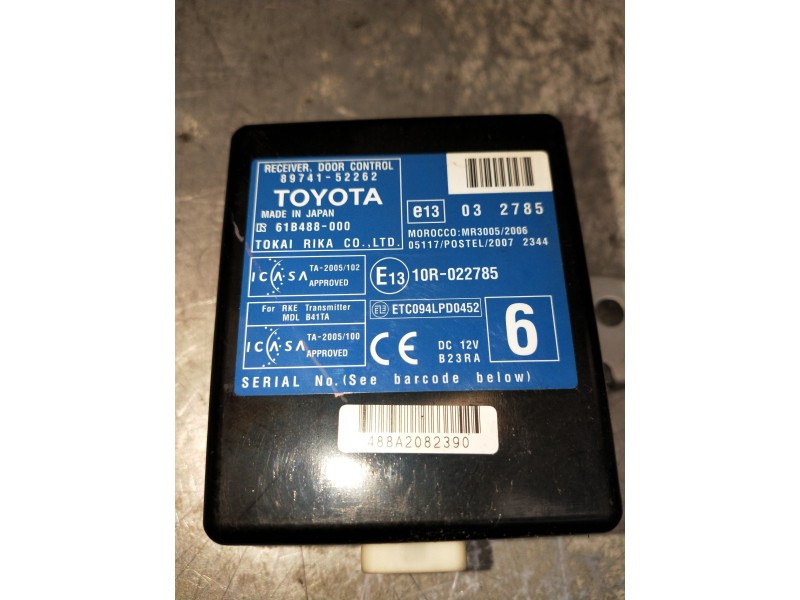 RECEIVER, DOOR CONTROL
89741-52262
TOYOTA
MADE IN JAPAN
61B488-000
TOKAI RIKA CO.,LTD.
e13 03 2785
MOROCCO:MR3005/2006
05117/POSTEL/2007 2344
ICASA TA-2005/102
APPROVED
E13 10R-022785
For RKE Transmitter
MDL B41TA
ICASA TA-2005/100
APPROVED
E13 ETC094LPD0452
CE DC 12V
B23RA
6
SERIAL No.(See barcode below)
488A2082390